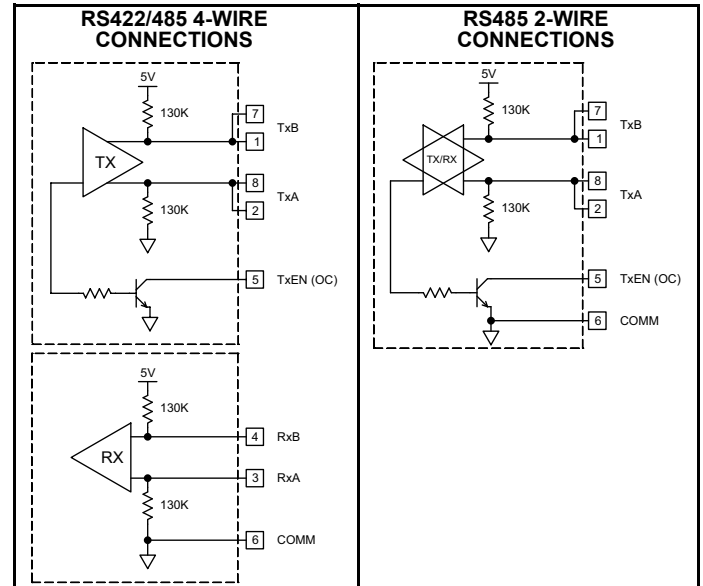 RS422/485 4-WIRE
CONNECTIONS
5V
130K
7
TxB
1
TX
8
TxA
130K
2
5
TxEN (OC)
5V
130K
4
RxB
RX
3
RxA
130K
6
COMM
RS485 2-WIRE
CONNECTIONS
5V
130K
7
TxB
1
TX/RX
8
TxA
130K
2
5
TxEN (OC)
6
COMM